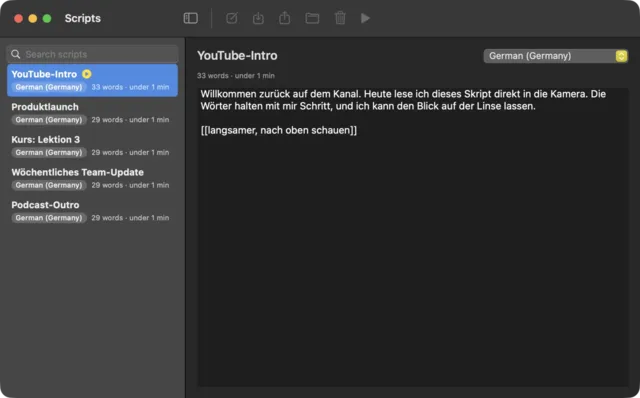 Scripts
Search scripts
YouTube-Intro
German (Germany) 33 words · under 1 min
Produktlaunch
German (Germany) 29 words · under 1 min
Kurs: Lektion 3
German (Germany) 29 words · under 1 min
Wöchentliches Team-Update
German (Germany) 29 words · under 1 min
Podcast-Outro
German (Germany) 29 words · under 1 min
YouTube-Intro
German (Germany)
33 words · under 1 min
Willkommen zurück auf dem Kanal. Heute lese ich dieses Skript direkt in die Kamera. Die
Wörter halten mit mir Schritt, und ich kann den Blick auf der Linse lassen.
[[langsamer, nach oben schauen]]